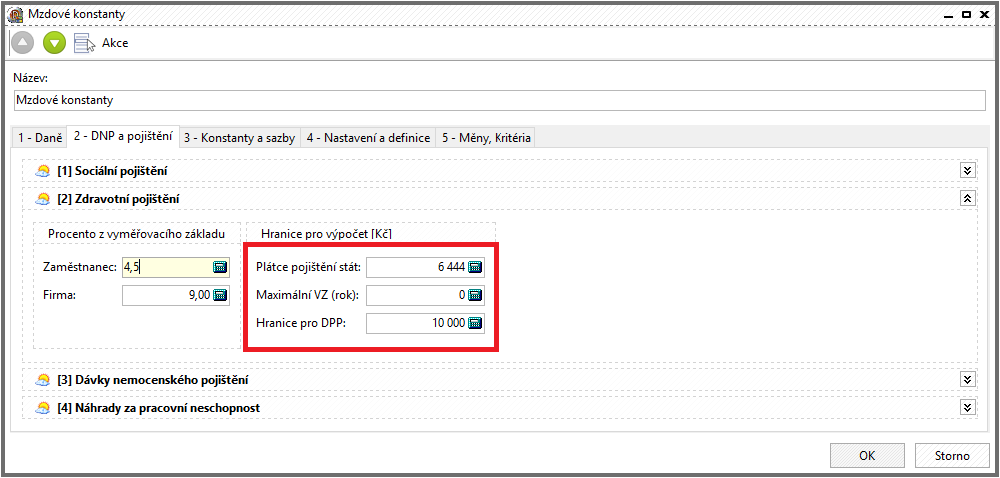 Mzdové konstanty
Akce
Název:
Mzdové konstanty
1 - Daně 2 - DNP a pojištění 3 - Konstanty a sazby 4 - Nastavení a definice 5 - Měny, Kritéria
[1] Sociální pojištění
[2] Zdravotní pojištění
Procento z vyměřovacího základu Hranice pro výpočet [Kč]
Zaměstnanec: 4,5 Plátce pojištění stát: 6 444
Firma: 9,00 Maximální VZ (rok): 0
Hranice pro DPP: 10 000
[3] Dávky nemocenského pojištění
[4] Náhrady za pracovní neschopnost
OK Storno